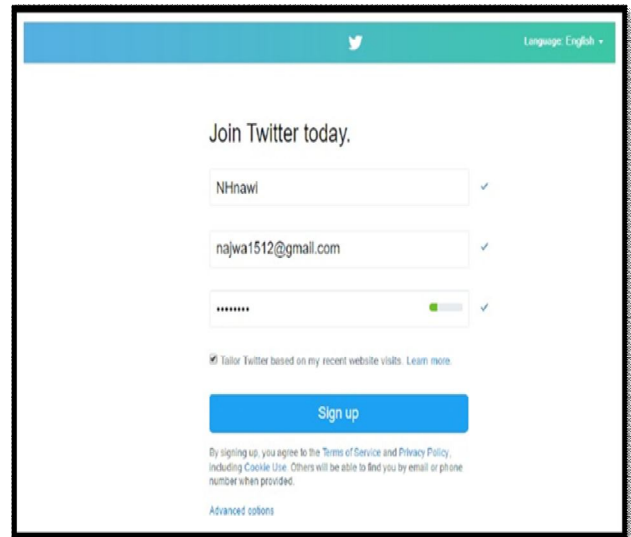 Language: English
Join Twitter today.
NHnawi
najwa1512@gmail.com
••••••••
Tailor Twitter based on my recent website visits. Learn more.
Sign up
By signing up, you agree to the Terms of Service and Privacy Policy,
including Cookie Use. Others will be able to find you by email or phone
number when provided.
Advanced options